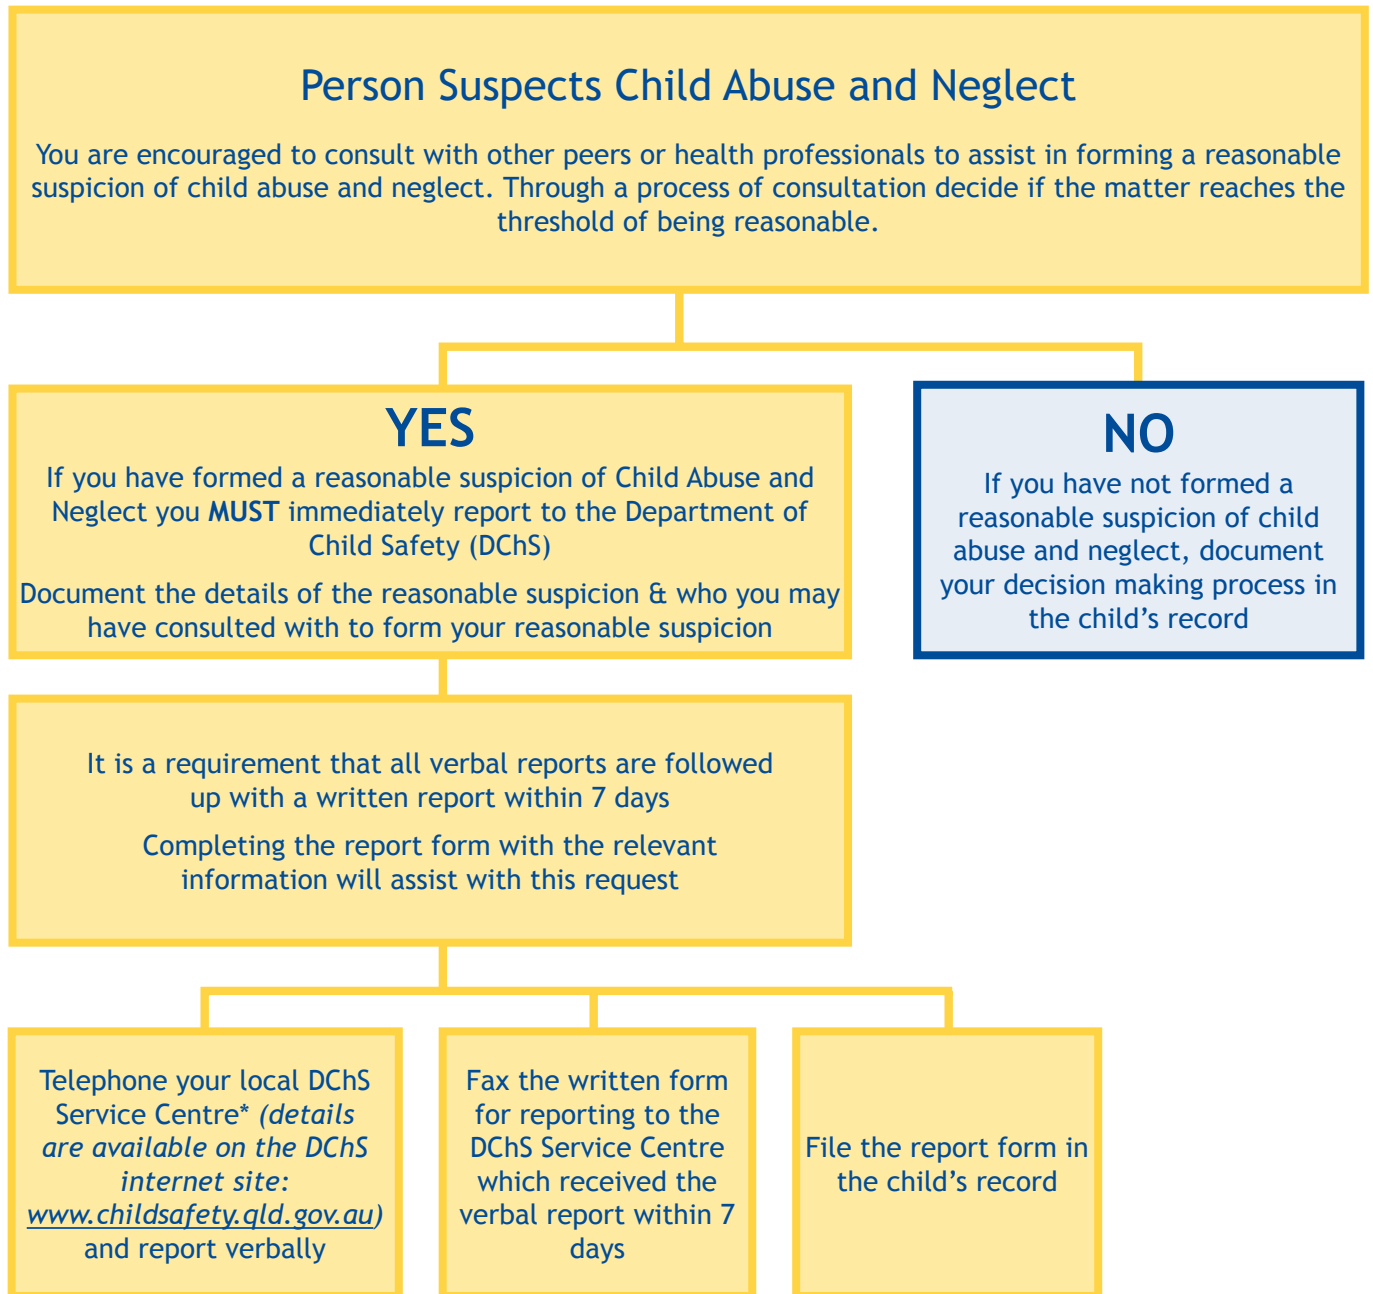 Person Suspects Child Abuse and Neglect
You are encouraged to consult with other peers or health professionals to assist in forming a reasonable
suspicion of child abuse and neglect. Through a process of consultation decide if the matter reaches the
threshold of being reasonable.
YES
If you have formed a reasonable suspicion of Child Abuse and
Neglect you MUST immediately report to the Department of
Child Safety (DChS)
Document the details of the reasonable suspicion & who you may
have consulted with to form your reasonable suspicion
NO
If you have not formed a
reasonable suspicion of child
abuse and neglect, document
your decision making process in
the child's record
It is a requirement that all verbal reports are followed
up with a written report within 7 days
Completing the report form with the relevant
information will assist with this request
Telephone your local DChS
Service Centre* (details
are available on the DChS
internet site:
www.childsafety.qld.gov.au)
and report verbally
Fax the written form
for reporting to the
DChS Service Centre
which received the
verbal report within 7
days
File the report form in
the child's record